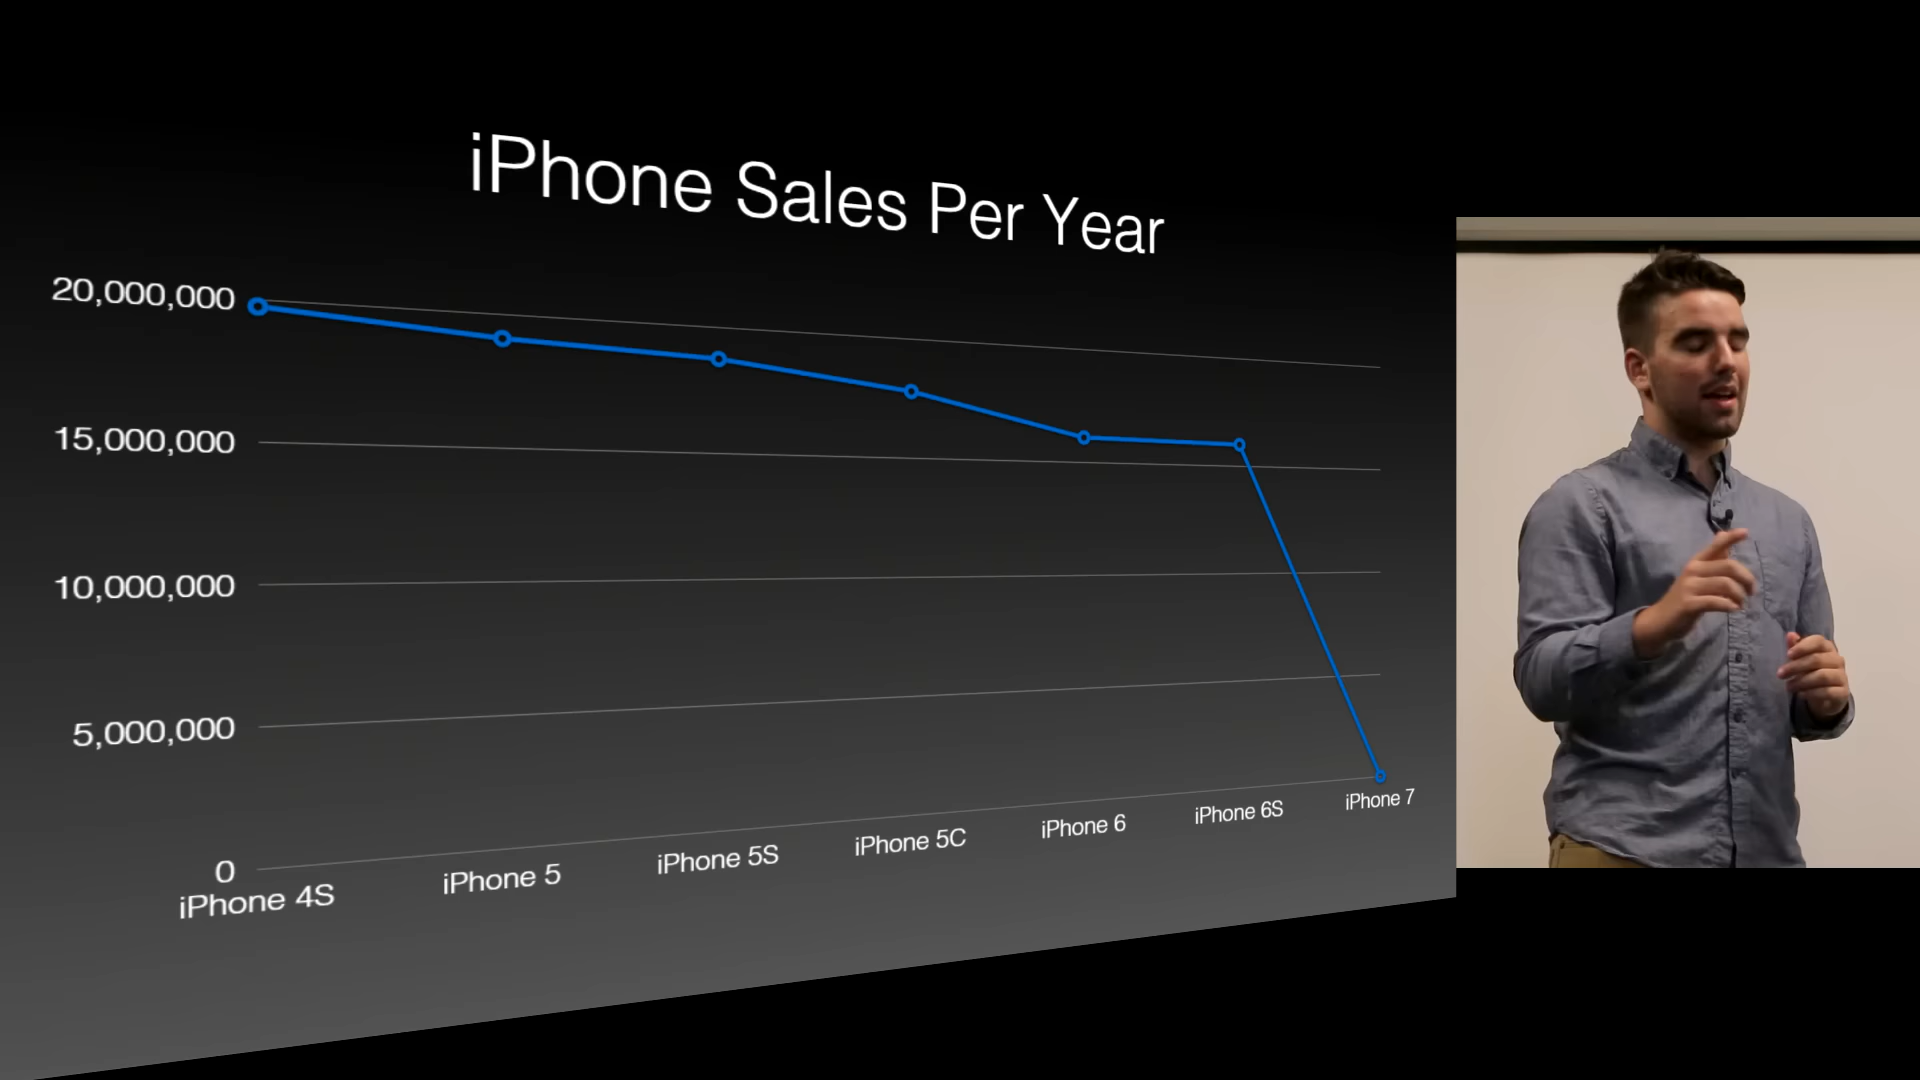 iPhone Sales Per Year
20,000,000
15,000,000
10,000,000
5,000,000
0
iPhone 4S
iPhone 5
iPhone 5S
iPhone 5C
iPhone 6
iPhone 6S
iPhone 7